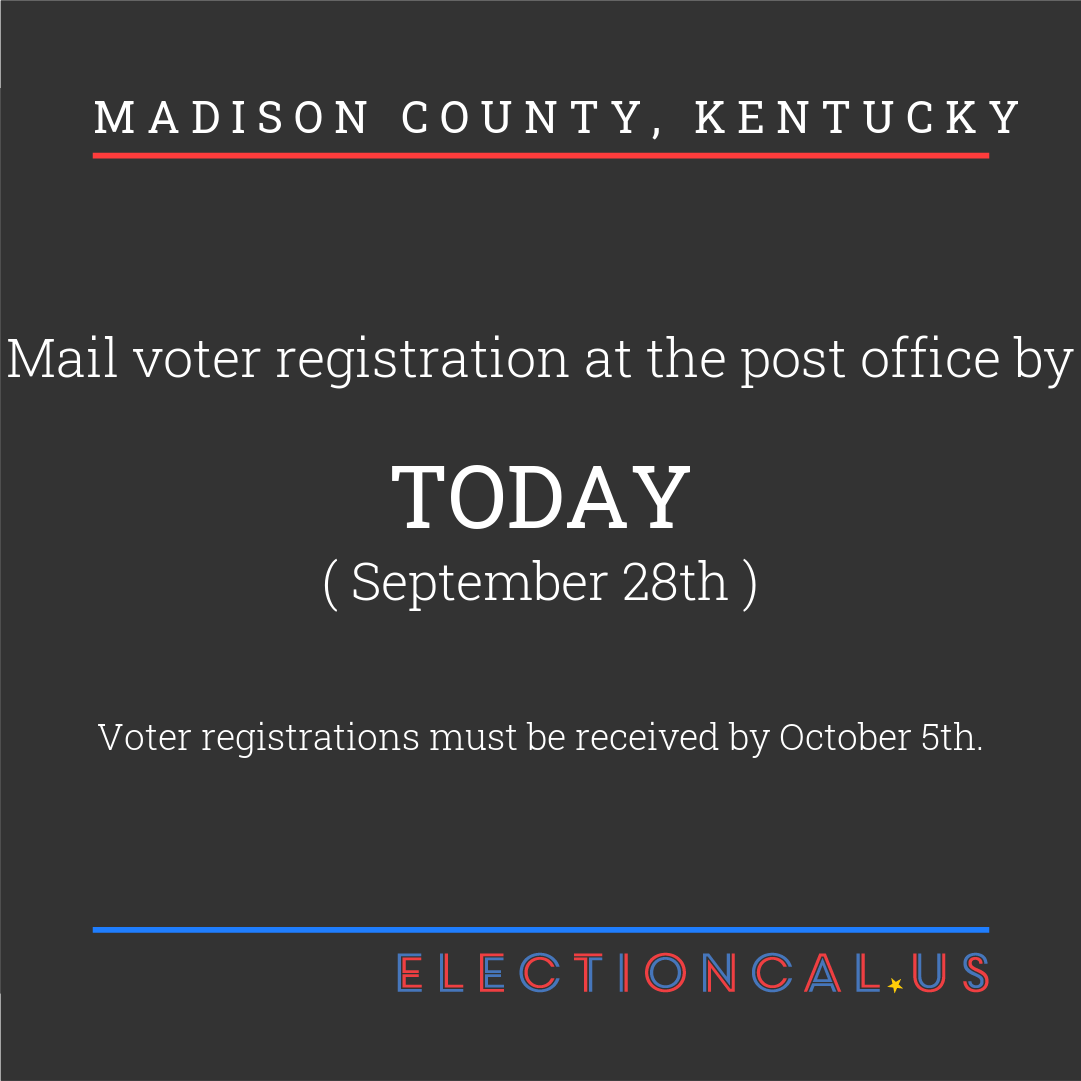 MADISON COUNTY, KENTUCKY
Mail voter registration at the post office by
TODAY
( September 28th )
Voter registrations must be received by October 5th.
ELECTIONCAL.US